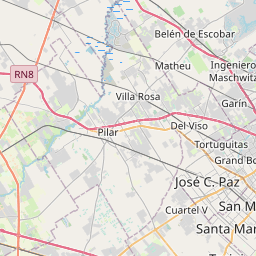 Belén de Escobar
Matheu
Ingeniero
Maschwitz
RN8
Villa Rosa
Garín
Pilar
Del Viso
Tortuguitas
Grand Bo
José C. Paz
Cuartel V
San M
Santa Mar